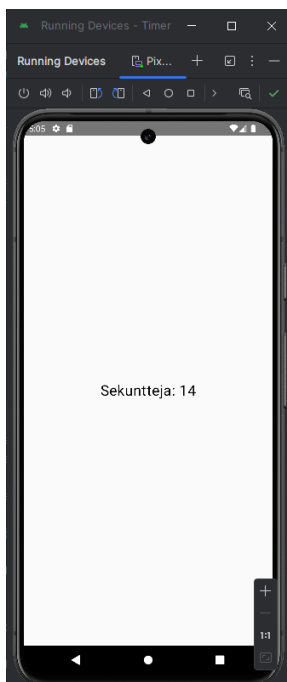 Running Devices - Timer
Running Devices
Pix...
5:05
Sekuntteja: 14
1:1